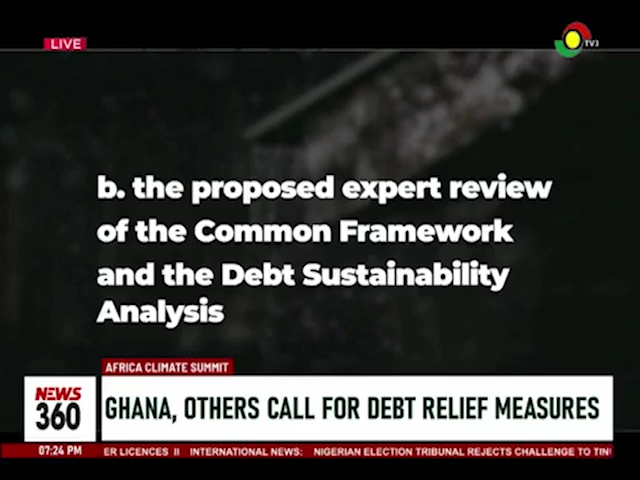 LIVE
TV3
b. the proposed expert review
of the Common Framework
and the Debt Sustainability
Analysis
AFRICA CLIMATE SUMMIT
NEWS
360
GHANA, OTHERS CALL FOR DEBT RELIEF MEASURES
07:24 PM
ER LICENCES II INTERNATIONAL NEWS: NIGERIAN ELECTION TRIBUNAL REJECTS CHALLENGE TO TIN